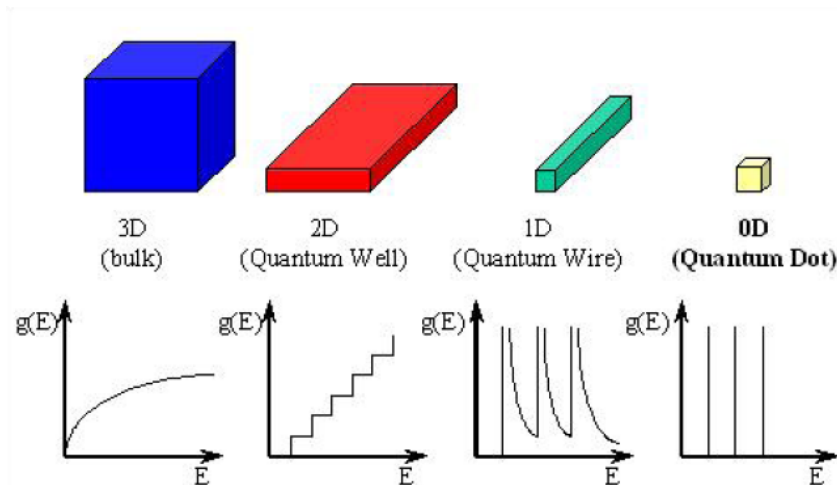 3D
(bulk)
2D
(Quantum Well)
1D
(Quantum Wire)
0D
(Quantum Dot)
g(E)
E
g(E)
E
g(E)
E
g(E)
E